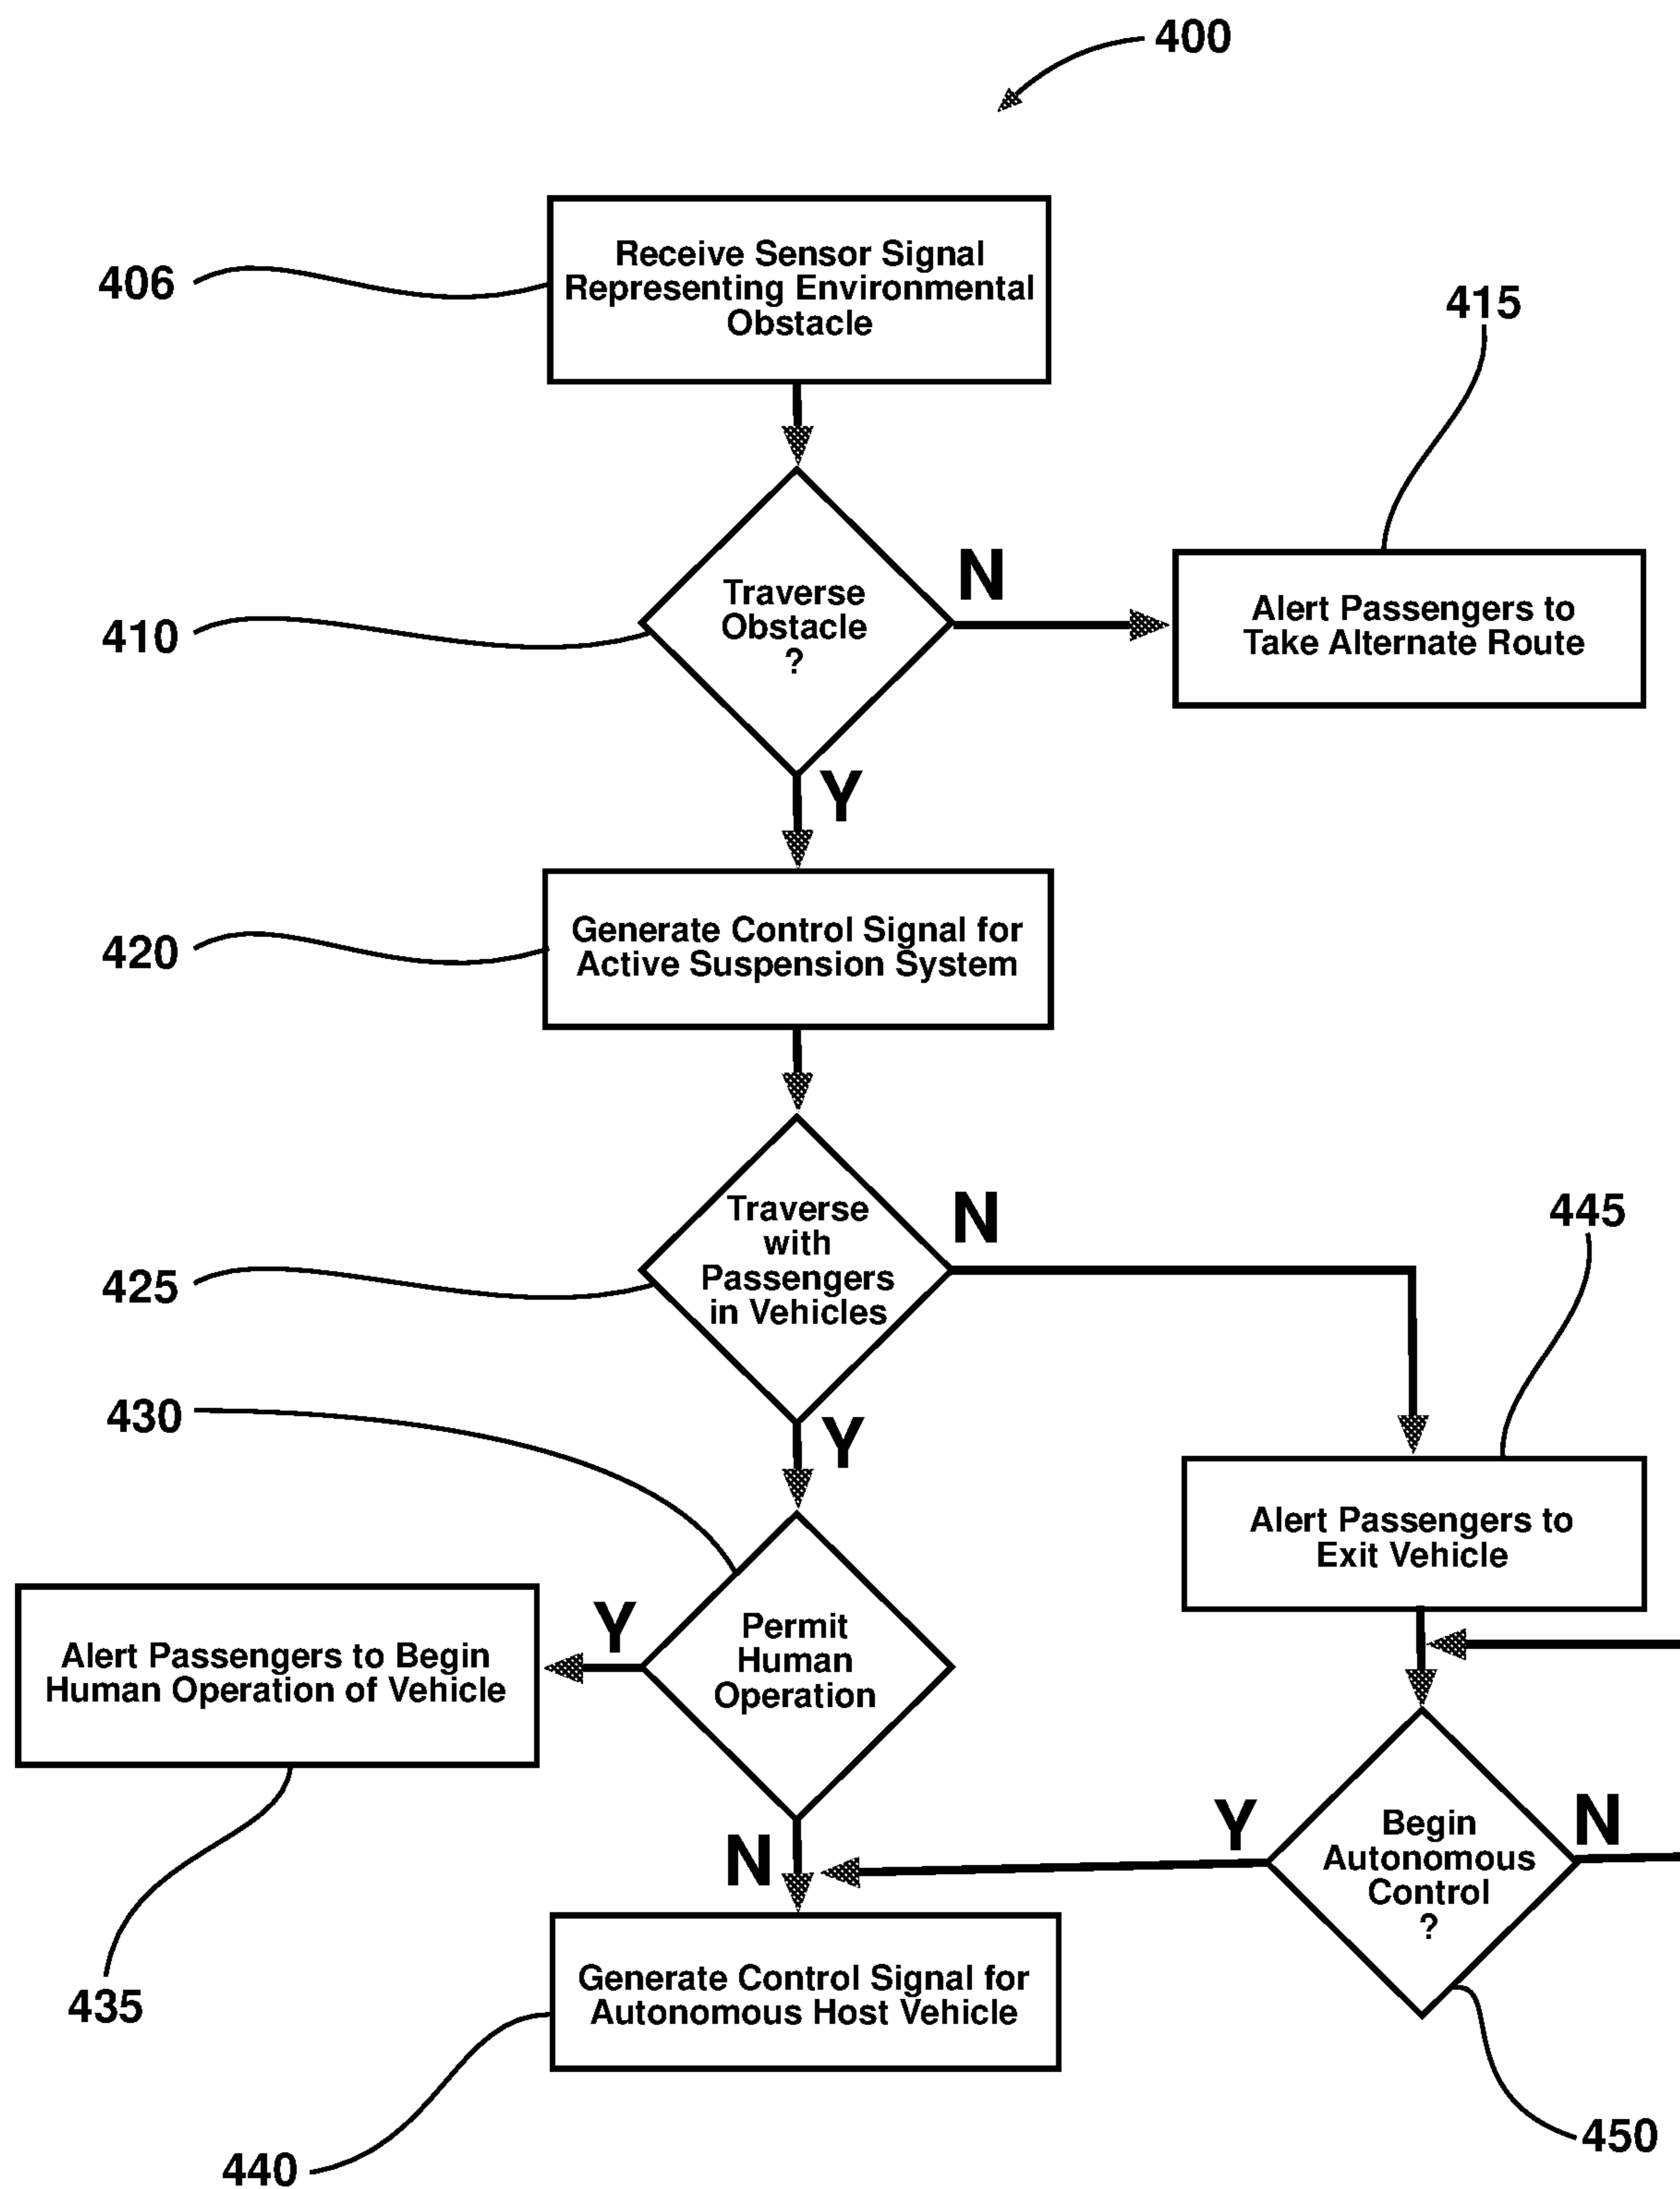 400
Receive Sensor Signal
Representing Environmental
Obstacle
406
415
Traverse
Obstacle
?
N
410
Alert Passengers to
Take Alternate Route
Y
Generate Control Signal for
Active Suspension System
420
Traverse
with
Passengers
in Vehicles
N
445
425
430
Y
Alert Passengers to
Exit Vehicle
Permit
Human
Operation
Y
Alert Passengers to Begin
Human Operation of Vehicle
N
Y
Begin
Autonomous
Control
?
N
435
Generate Control Signal for
Autonomous Host Vehicle
440
450